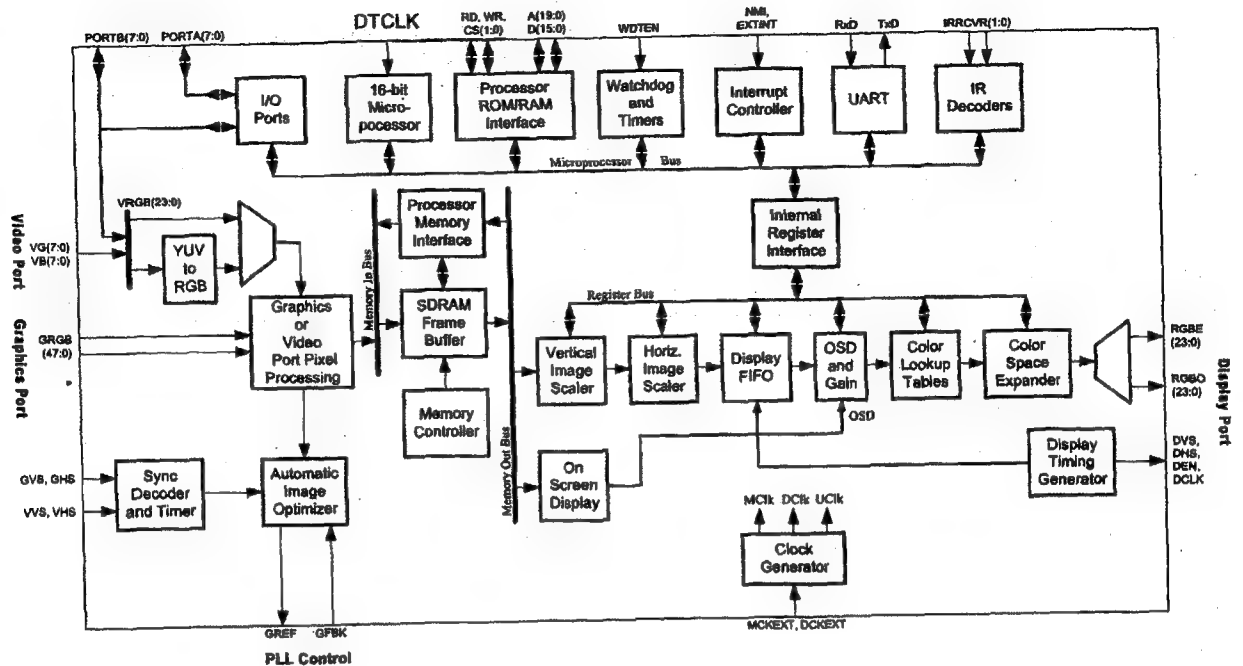 PORTB(7:0)
PORTA(7:0)
DTCLK
RD, WR,
CS(1:0)
A(19:0)
D(15:0)
WDTEN
NMI,
EXTINT
RxD
TxD
IRRCVR(1:0)
I/O
Ports
16-bit
Micro-
pocessor
Processor
ROM/RAM
Interface
Watchdog
and
Timers
Interrupt
Controller
UART
IR
Decoders
Microprocessor Bus
Video Port
VRGB(23:0)
VG(7:0)
VB(7:0)
YUV
to
RGB
Memory In Bus
Processor
Memory
Interface
Internal
Register
Interface
Graphics Port
GRGB
(47:0)
Graphics
or
Video
Port Pixel
Processing
SDRAM
Frame
Buffer
Memory
Controller
Memory Out Bus
Register Bus
Vertical
Image
Scaler
Horiz.
Image
Scaler
Display
FIFO
OSD
and
Gain
Color
Lookup
Tables
Color
Space
Expander
RGBE
(23:0)
RGBO
(23:0)
Display Port
OSD
GVS, GHS
VVS, VHS
Sync
Decoder
and Timer
Automatic
Image
Optimizer
On
Screen
Display
Display
Timing
Generator
DVS,
DHS,
DEN,
DCLK
MClk
DClk
UClk
Clock
Generator
GREF
GFBK
MCKEXT, DCKEXT
PLL Control